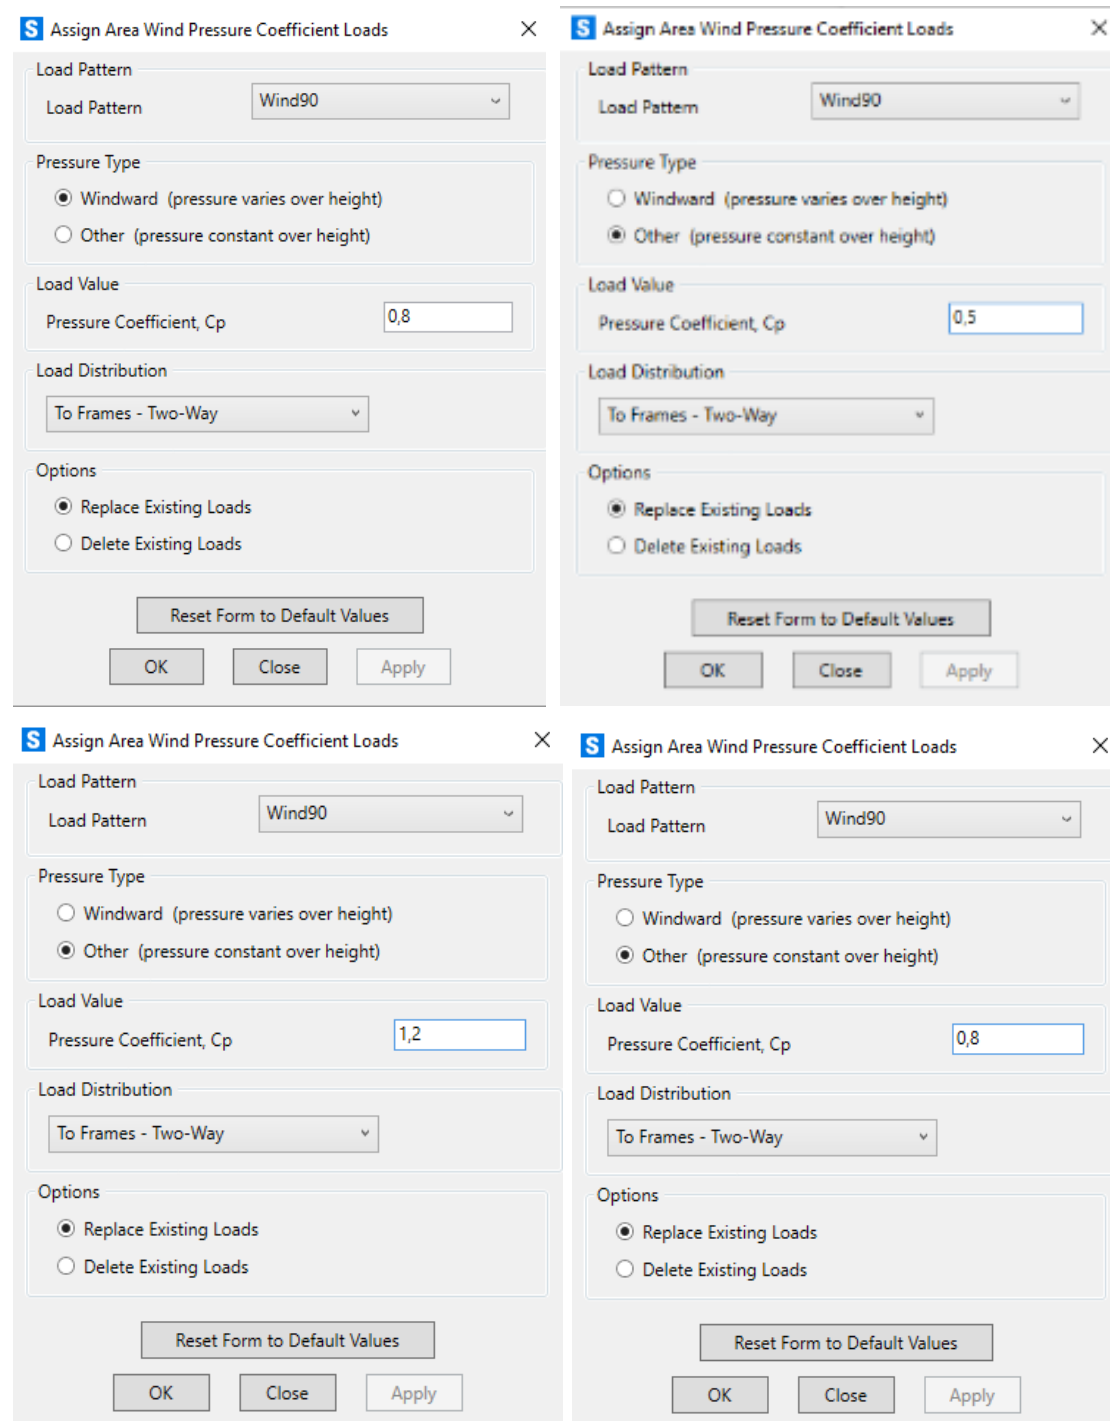 S Assign Area Wind Pressure Coefficient Loads
Load Pattern
Load Pattern Wind90
Pressure Type
Windward (pressure varies over height)
Other (pressure constant over height)
Load Value
Pressure Coefficient, Cp 0,8
Load Distribution
To Frames - Two-Way
Options
Replace Existing Loads
Delete Existing Loads
Reset Form to Default Values
OK Close Apply
S Assign Area Wind Pressure Coefficient Loads
Load Pattern
Load Pattern Wind90
Pressure Type
Windward (pressure varies over height)
Other (pressure constant over height)
Load Value
Pressure Coefficient, Cp 0,5
Load Distribution
To Frames - Two-Way
Options
Replace Existing Loads
Delete Existing Loads
Reset Form to Default Values
OK Close Apply
S Assign Area Wind Pressure Coefficient Loads
Load Pattern
Load Pattern Wind90
Pressure Type
Windward (pressure varies over height)
Other (pressure constant over height)
Load Value
Pressure Coefficient, Cp 1,2
Load Distribution
To Frames - Two-Way
Options
Replace Existing Loads
Delete Existing Loads
Reset Form to Default Values
OK Close Apply
S Assign Area Wind Pressure Coefficient Loads
Load Pattern
Load Pattern Wind90
Pressure Type
Windward (pressure varies over height)
Other (pressure constant over height)
Load Value
Pressure Coefficient, Cp 0,8
Load Distribution
To Frames - Two-Way
Options
Replace Existing Loads
Delete Existing Loads
Reset Form to Default Values
OK Close Apply